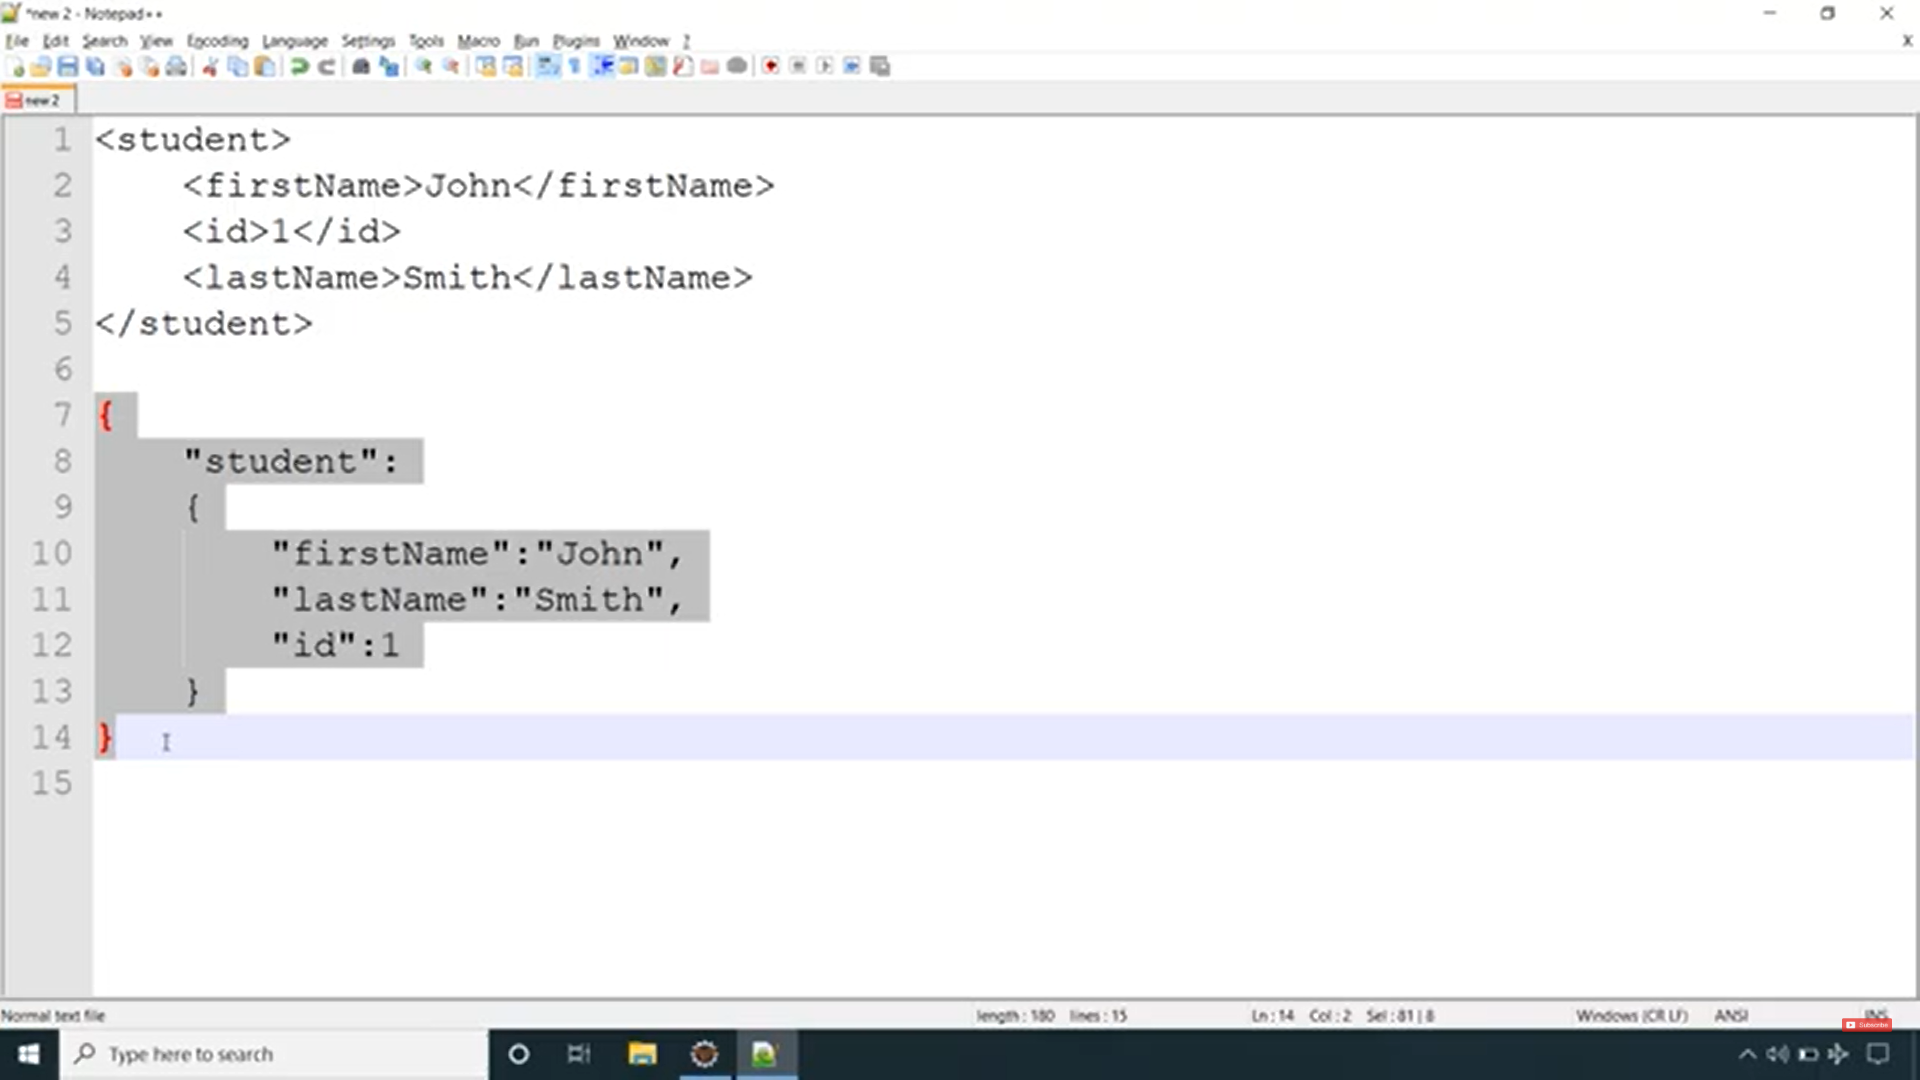 *new 2 - Notepad++
File Edit Search View Encoding Language Settings Tools Macro Run Plugins Window ?
X
new 2
1 <student>
2 <firstName>John</firstName>
3 <id>1</id>
4 <lastName>Smith</lastName>
5 </student>
6
7 {
8 "student":
9 {
10 "firstName":"John",
11 "lastName":"Smith",
12 "id":1
13 }
14 }
15
Normal text file length : 180 lines : 15 Ln : 14 Col : 2 Sel : 81 | 8 Windows (CR LF) ANSI INS
Subscribe
Type here to search